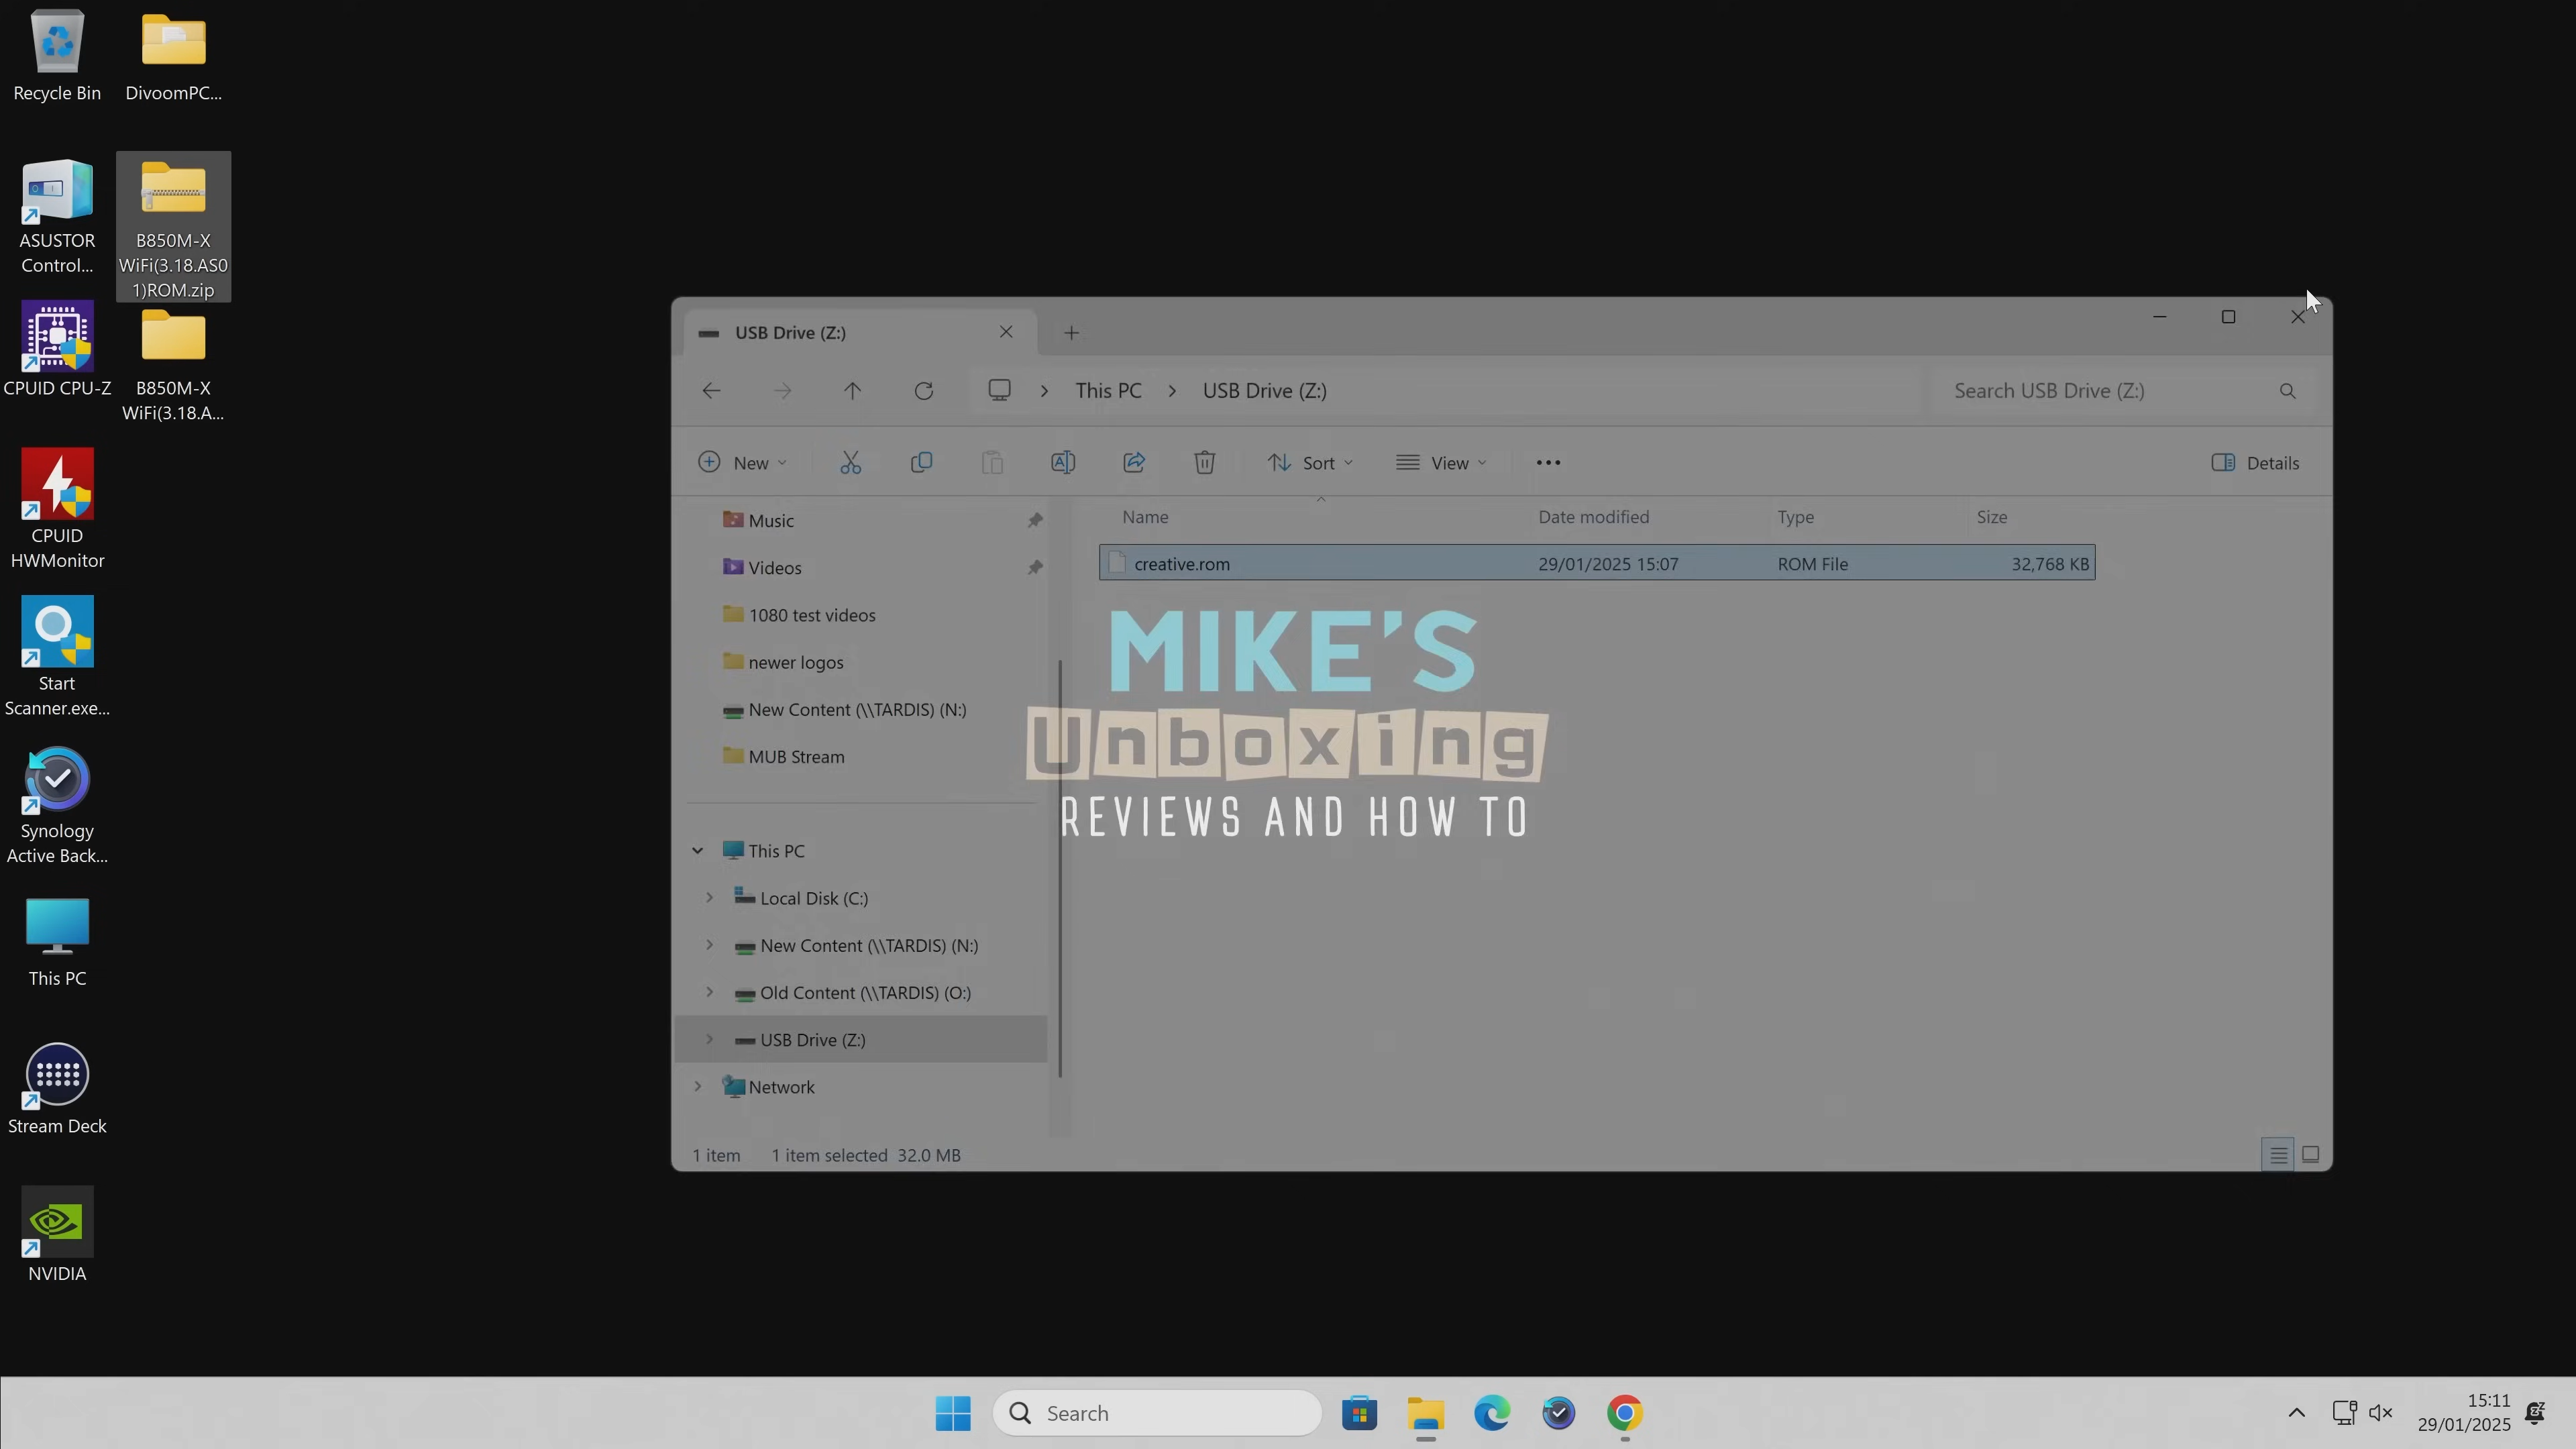 Recycle Bin
DivoomPC...
ASUSTOR
Control...
B850M-X
WiFi(3.18.AS0
1)ROM.zip
CPUID CPU-Z
B850M-X
WiFi(3.18.A...
CPUID
HWMonitor
Start
Scanner.exe...
Synology
Active Back...
This PC
Stream Deck
NVIDIA
USB Drive (Z:)
This PC
USB Drive (Z:)
Search USB Drive (Z:)
New
Sort
View
Details
Music
Videos
1080 test videos
newer logos
New Content (\\TARDIS) (N:)
MUB Stream
This PC
Local Disk (C:)
New Content (\\TARDIS) (N:)
Old Content (\\TARDIS) (O:)
USB Drive (Z:)
Network
Name Date modified Type Size
creative.rom 29/01/2025 15:07 ROM File 32,768 KB
MIKE'S
Unboxing
REVIEWS AND HOW TO
1 item 1 item selected 32.0 MB
Search
15:11
29/01/2025